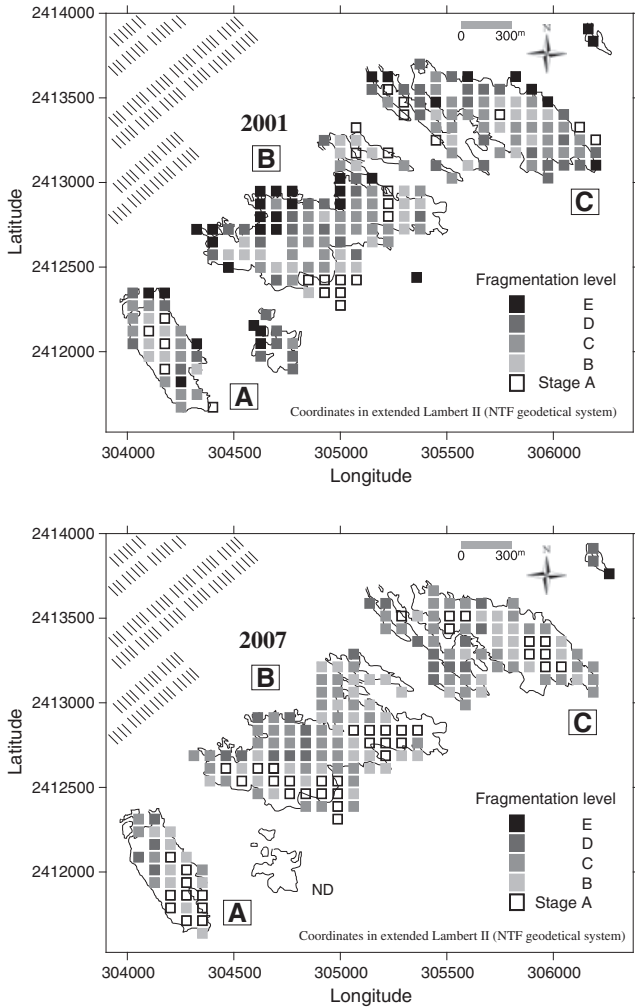 2414000
2413500
2413000
2412500
2412000
Latitude
2001
B
C
A
N
0 300m
Fragmentation level
E
D
C
B
Stage A
Coordinates in extended Lambert II (NTF geodetical system)
304000 304500 305000 305500 306000
Longitude
2414000
2413500
2413000
2412500
2412000
Latitude
2007
B
C
A
N
0 300m
ND
Fragmentation level
E
D
C
B
Stage A
Coordinates in extended Lambert II (NTF geodetical system)
304000 304500 305000 305500 306000
Longitude